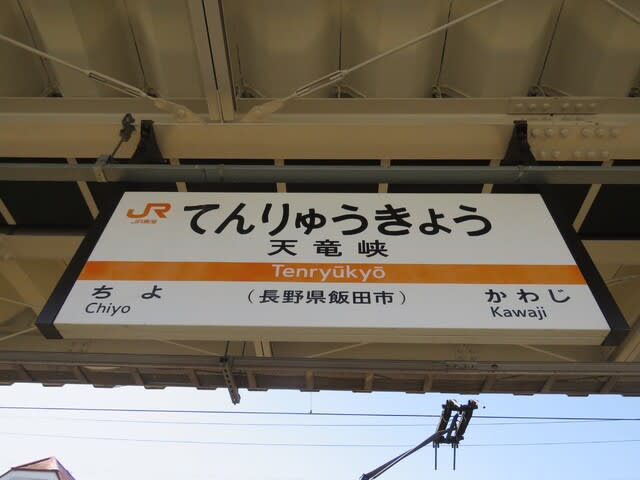 JR
JR東海
てんりゅうきょう
天竜峡
Tenryūkyō
ちよ
Chiyo
（長野県飯田市）
かわじ
Kawaji